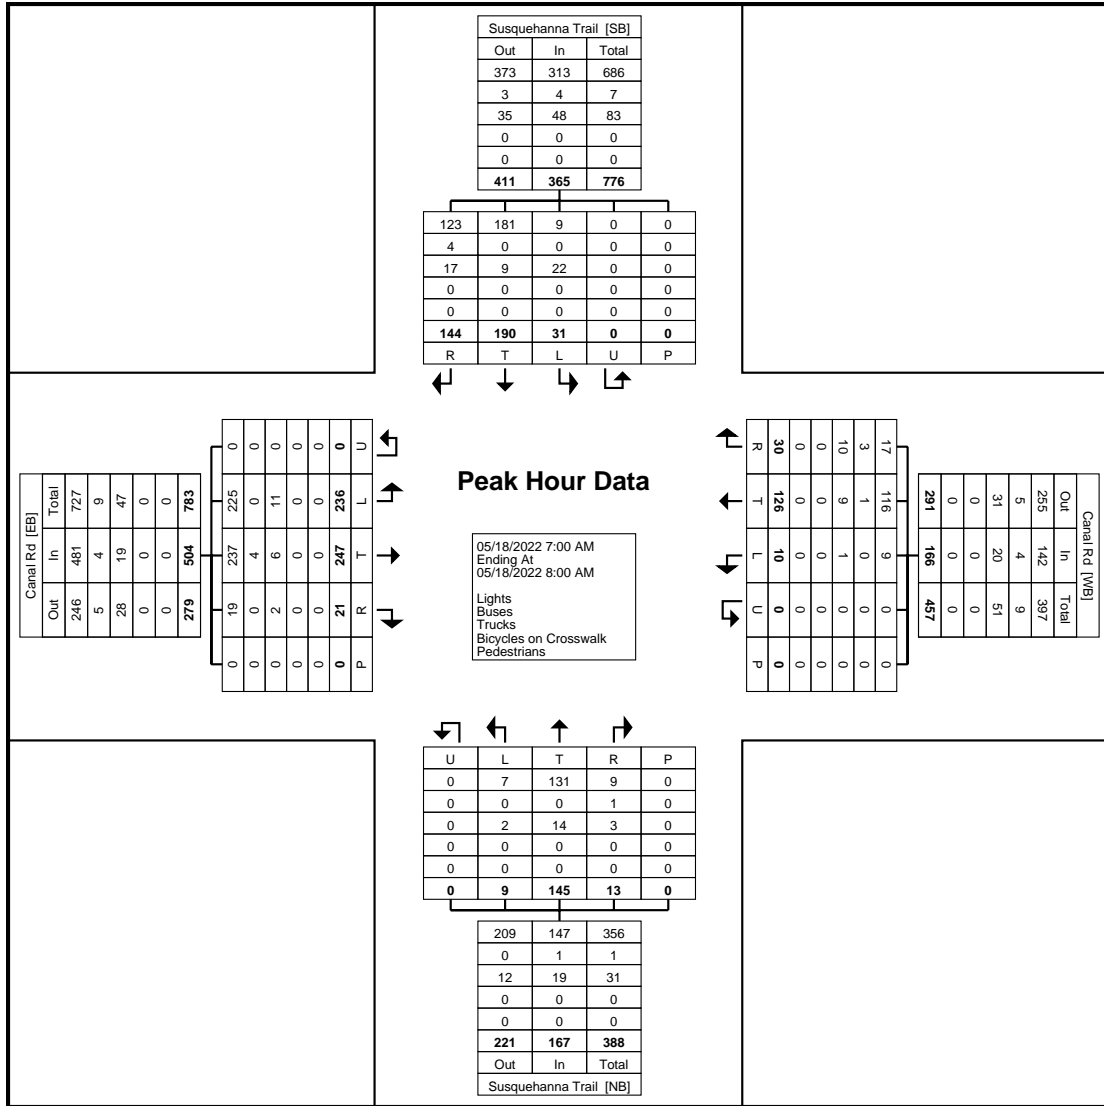 Susquehanna Trail [SB]
Out In Total
373 313 686
3 4 7
35 48 83
0 0 0
0 0 0
411 365 776
123 181 9 0 0
4 0 0 0 0
17 9 22 0 0
0 0 0 0 0
0 0 0 0 0
144 190 31 0 0
R T L U P
Canal Rd [EB]
Total 727 9 47 0 0 783
In 481 4 19 0 0 504
Out 246 5 28 0 0 279
0 0 0 0 0 0 U
225 0 11 0 0 236 L
237 4 6 0 0 247 T
19 0 2 0 0 21 R
0 0 0 0 0 0 P
Peak Hour Data
05/18/2022 7:00 AM
Ending At
05/18/2022 8:00 AM
Lights
Buses
Trucks
Bicycles on Crosswalk
Pedestrians
R 30 0 0 10 3 17
T 126 0 0 9 1 116
L 10 0 0 1 0 9
U 0 0 0 0 0 0
P 0 0 0 0 0 0
291 0 0 31 5 255 Out
166 0 0 20 4 142 In
457 0 0 51 9 397 Total
Canal Rd [WB]
U L T R P
0 7 131 9 0
0 0 0 1 0
0 2 14 3 0
0 0 0 0 0
0 0 0 0 0
0 9 145 13 0
209 147 356
0 1 1
12 19 31
0 0 0
0 0 0
221 167 388
Out In Total
Susquehanna Trail [NB]